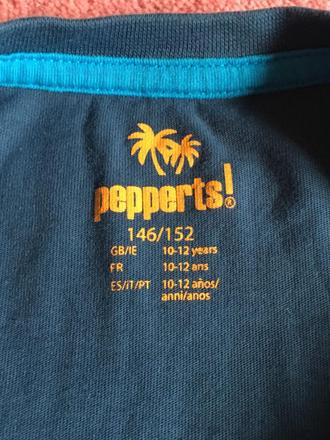 pepperts!®
146/152
GB/IE 10-12 years
FR 10-12 ans
ES/IT/PT 10-12 años/
anni/anos